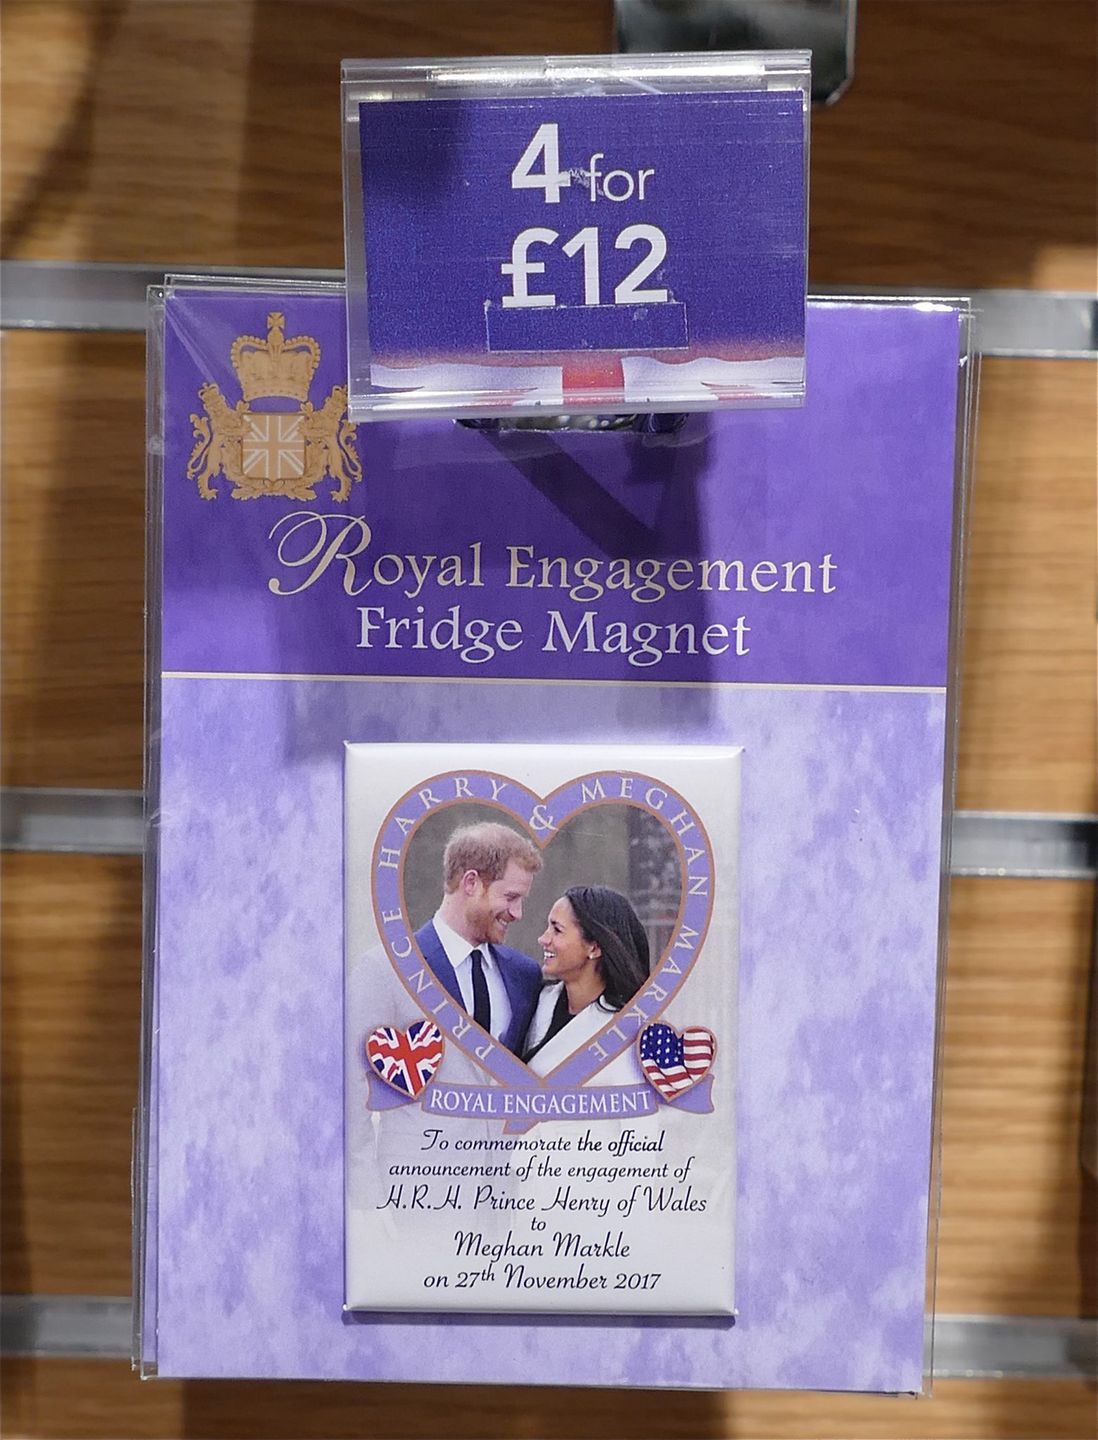 4 for
£12
Royal Engagement
Fridge Magnet
PRINCE HARRY & MEGHAN MARKLE
ROYAL ENGAGEMENT
To commemorate the official
announcement of the engagement of
H.R.H. Prince Henry of Wales
to
Meghan Markle
on 27th November 2017